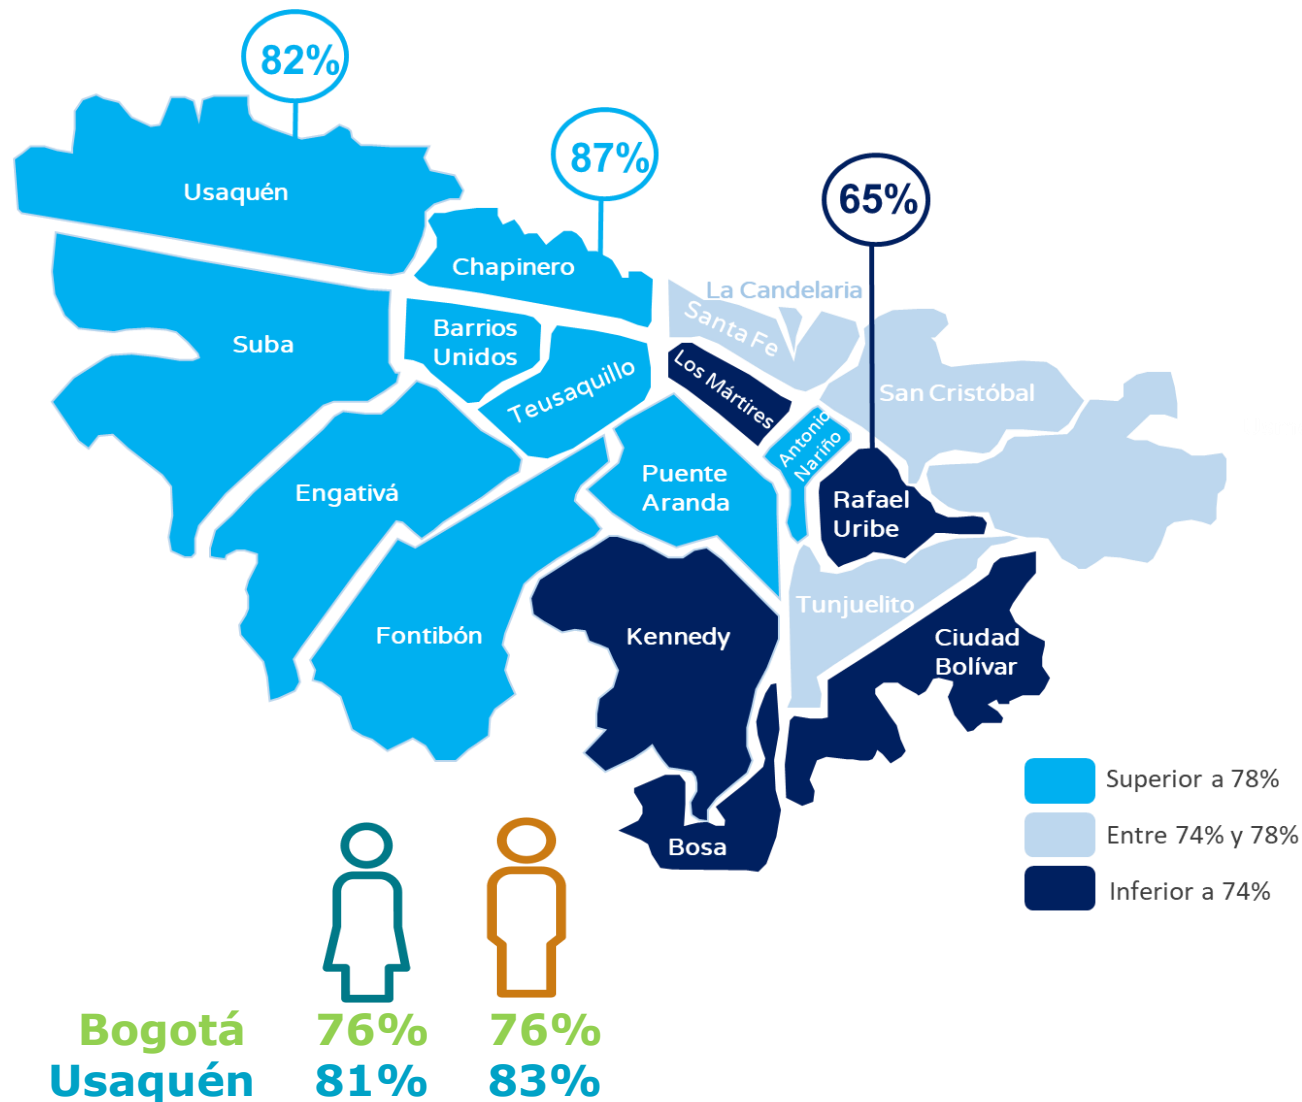 82%
87%
65%
Usaquén
Chapinero
La Candelaria
Santa Fe
Suba
Barrios
Unidos
Teusaquillo
Los Mártires
San Cristóbal
Antonio
Nariño
Engativá
Puente
Aranda
Rafael
Uribe
Tunjuelito
Fontibón
Kennedy
Ciudad
Bolívar
Bosa
Superior a 78%
Entre 74% y 78%
Inferior a 74%
Bogotá 76% 76%
Usaquén 81% 83%